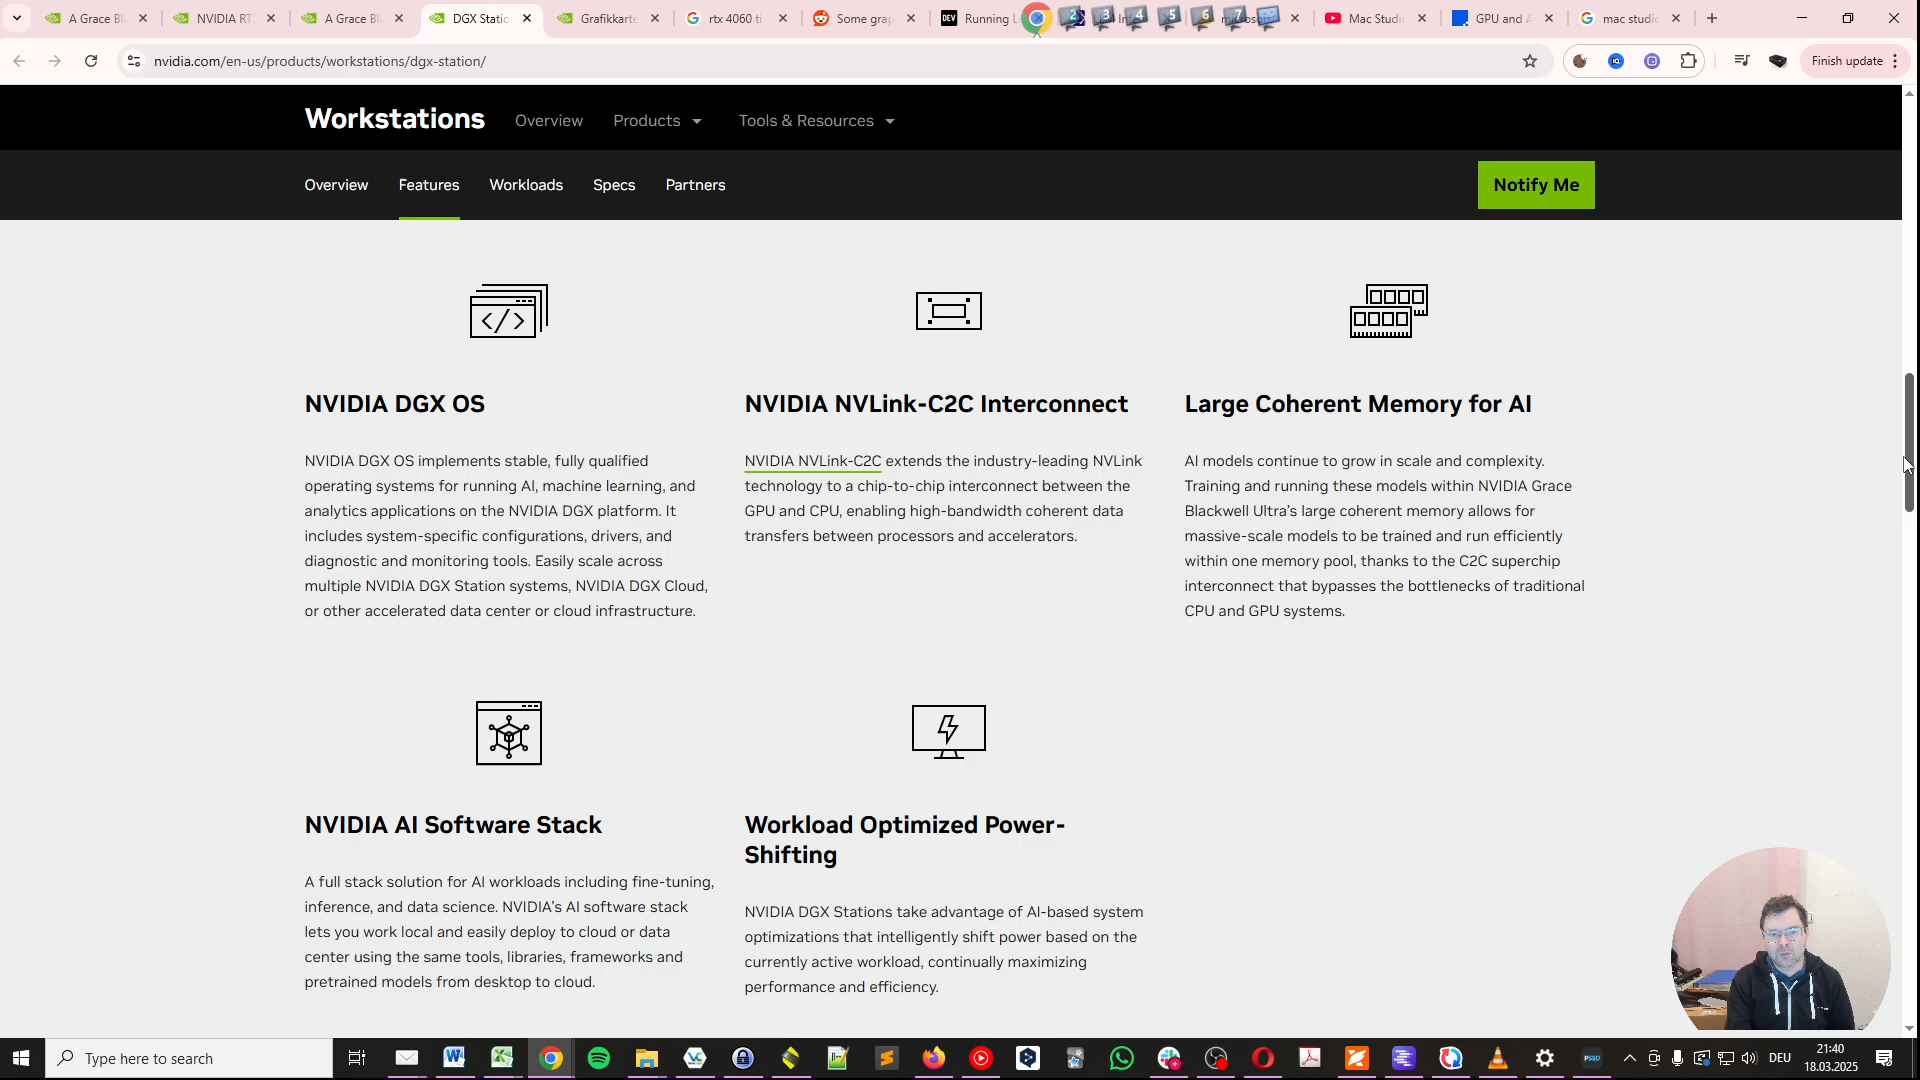 A Grace Bl
NVIDIA RT
A Grace Bl
DGX Static
Grafikkarte
rtx 4060 ti
Some grap
Running L
2 3 4 5 6 7
Mac Studi
GPU and
mac studio
nvidia.com/en-us/products/workstations/dgx-station/
Finish update
Workstations
Overview
Products
Tools & Resources
Overview
Features
Workloads
Specs
Partners
Notify Me
NVIDIA DGX OS
NVIDIA DGX OS implements stable, fully qualified
operating systems for running AI, machine learning, and
analytics applications on the NVIDIA DGX platform. It
includes system-specific configurations, drivers, and
diagnostic and monitoring tools. Easily scale across
multiple NVIDIA DGX Station systems, NVIDIA DGX Cloud,
or other accelerated data center or cloud infrastructure.
NVIDIA NVLink-C2C Interconnect
NVIDIA NVLink-C2C extends the industry-leading NVLink
technology to a chip-to-chip interconnect between the
GPU and CPU, enabling high-bandwidth coherent data
transfers between processors and accelerators.
Large Coherent Memory for AI
AI models continue to grow in scale and complexity.
Training and running these models within NVIDIA Grace
Blackwell Ultra's large coherent memory allows for
massive-scale models to be trained and run efficiently
within one memory pool, thanks to the C2C superchip
interconnect that bypasses the bottlenecks of traditional
CPU and GPU systems.
NVIDIA AI Software Stack
A full stack solution for AI workloads including fine-tuning,
inference, and data science. NVIDIA's AI software stack
lets you work local and easily deploy to cloud or data
center using the same tools, libraries, frameworks and
pretrained models from desktop to cloud.
Workload Optimized Power-
Shifting
NVIDIA DGX Stations take advantage of AI-based system
optimizations that intelligently shift power based on the
currently active workload, continually maximizing
performance and efficiency.
Type here to search
DEU
21:40
18.03.2025